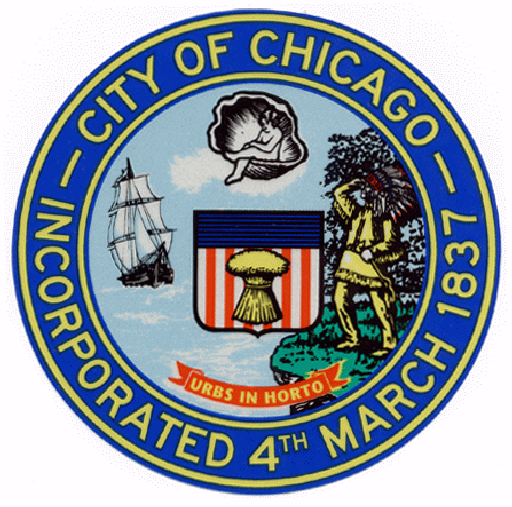 CITY OF CHICAGO
INCORPORATED 4TH MARCH 1837
URBS IN HORTO